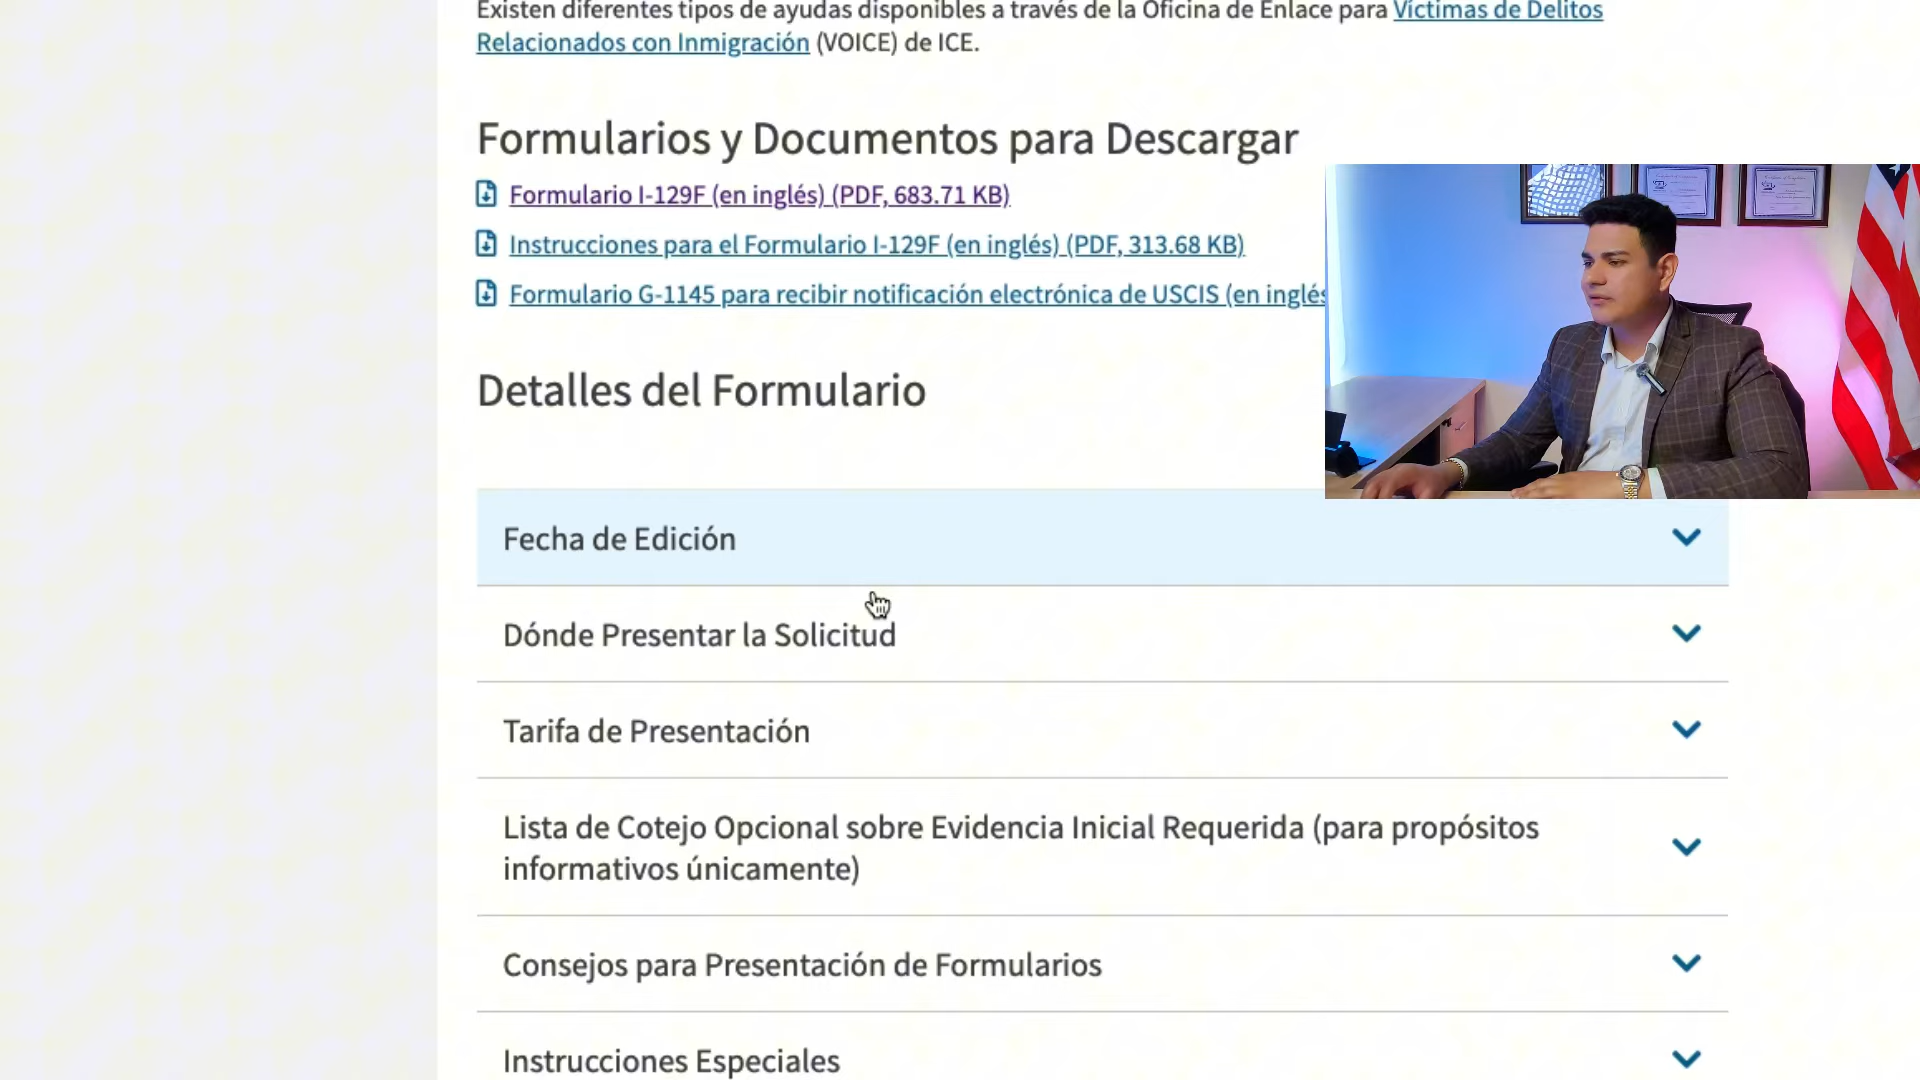 Existen diferentes tipos de ayudas disponibles a través de la Oficina de Enlace para Víctimas de Delitos
Relacionados con Inmigración (VOICE) de ICE.
Formularios y Documentos para Descargar
Formulario I-129F (en inglés) (PDF, 683.71 KB)
Instrucciones para el Formulario I-129F (en inglés) (PDF, 313.68 KB)
Formulario G-1145 para recibir notificación electrónica de USCIS (en inglés
Detalles del Formulario
Fecha de Edición
Dónde Presentar la Solicitud
Tarifa de Presentación
Lista de Cotejo Opcional sobre Evidencia Inicial Requerida (para propósitos
informativos únicamente)
Consejos para Presentación de Formularios
Instrucciones Especiales